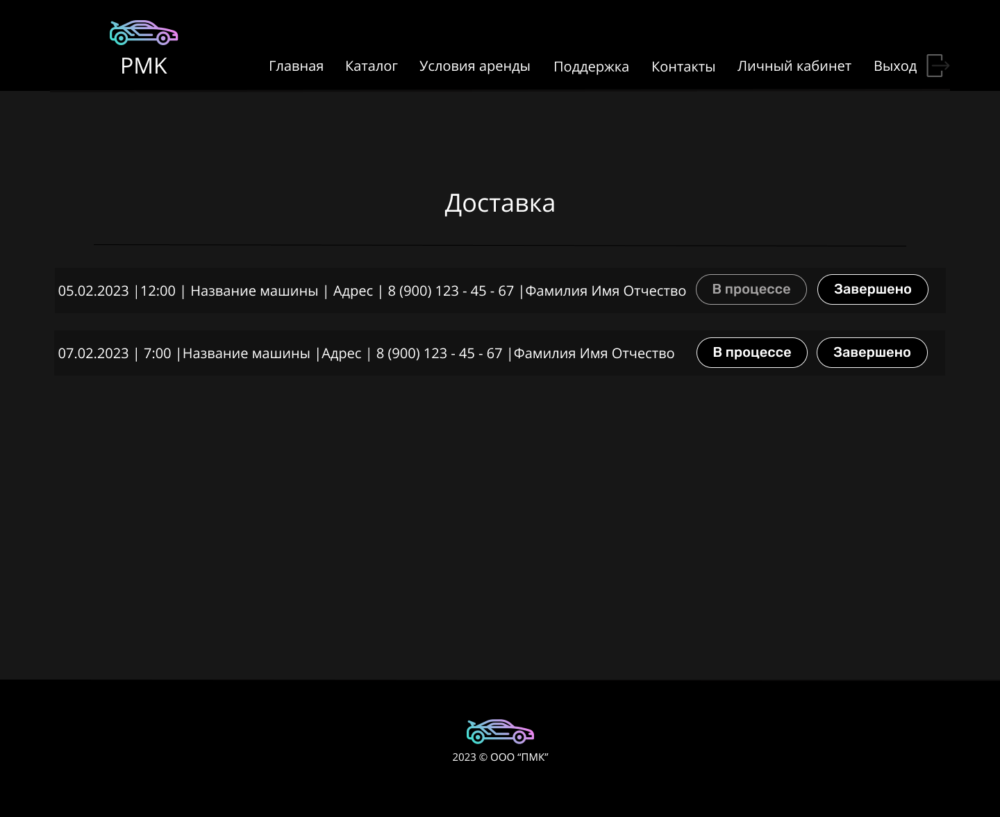 PMK
Главная Каталог Условия аренды Поддержка Контакты Личный кабинет Выход
Доставка
05.02.2023 |12:00 | Название машины | Адрес | 8 (900) 123 - 45 - 67 |Фамилия Имя Отчество В процессе Завершено
07.02.2023 | 7:00 |Название машины |Адрес | 8 (900) 123 - 45 - 67 |Фамилия Имя Отчество В процессе Завершено
2023 © ООО “ПМК”